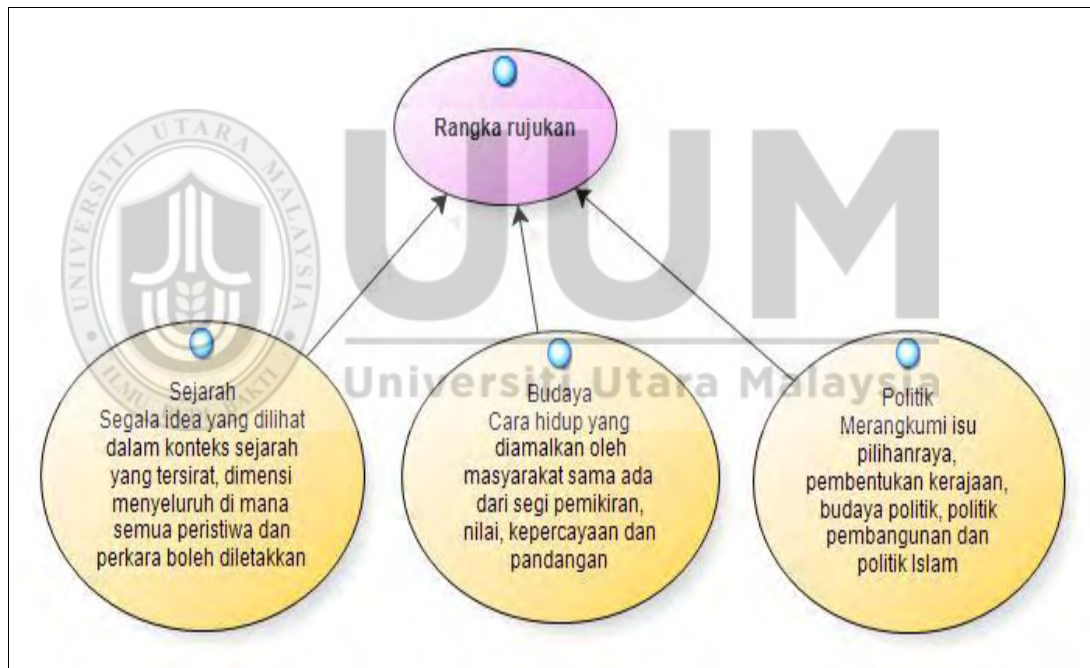 Rangka rujukan
UNIVERSITI UTARA MALAYSIA
UUM
Universiti Utara Malaysia
Sejarah
Segala idea yang dilihat
dalam konteks sejarah
yang tersirat, dimensi
menyeluruh di mana
semua peristiwa dan
perkara boleh diletakkan
Budaya
Cara hidup yang
diamalkan oleh
masyarakat sama ada
dari segi pemikiran,
nilai, kepercayaan dan
pandangan
Politik
Merangkumi isu
pilihanraya,
pembentukan kerajaan,
budaya politik, politik
pembangunan dan
politik Islam